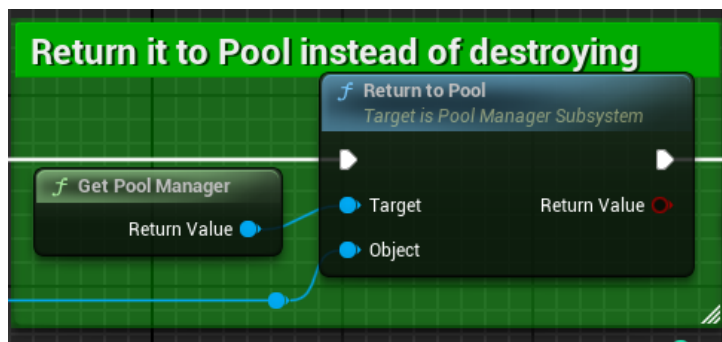 Return it to Pool instead of destroying
f Return to Pool
Target is Pool Manager Subsystem
f Get Pool Manager
Return Value
Target
Return Value
Object